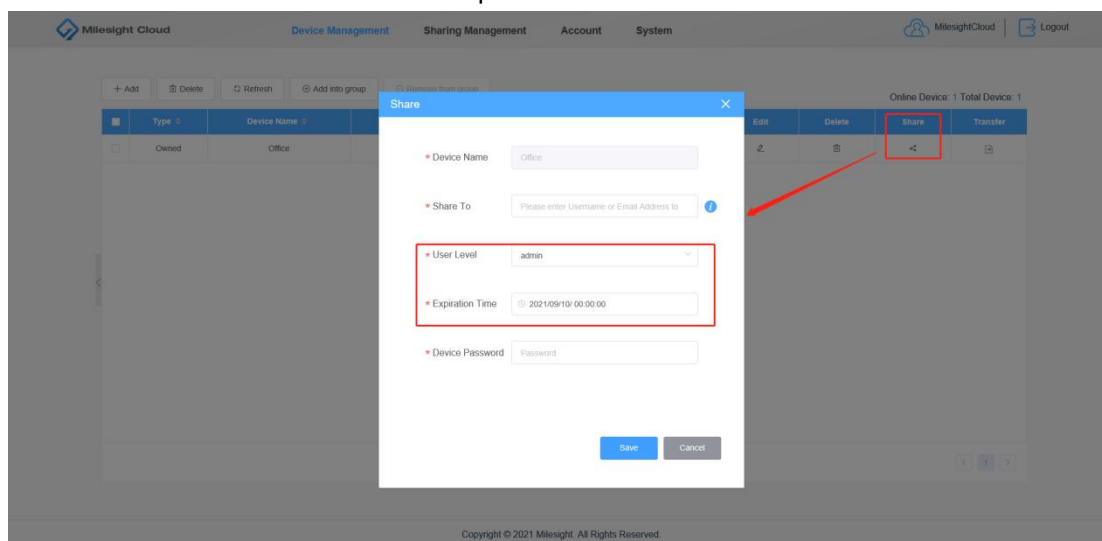 Milesight Cloud Device Management Sharing Management Account System MilesightCloud Logout
+ Add Delete Refresh Add into group Remove from group
Online Device: 1 Total Device: 1
Type Device Name Edit Delete Share Transfer
Owned Office
Share
* Device Name Office
* Share To Please enter Username or Email Address to
* User Level admin
* Expiration Time 2021/09/10/ 00:00:00
* Device Password Password
Save Cancel
1
Copyright © 2021 Milesight. All Rights Reserved.